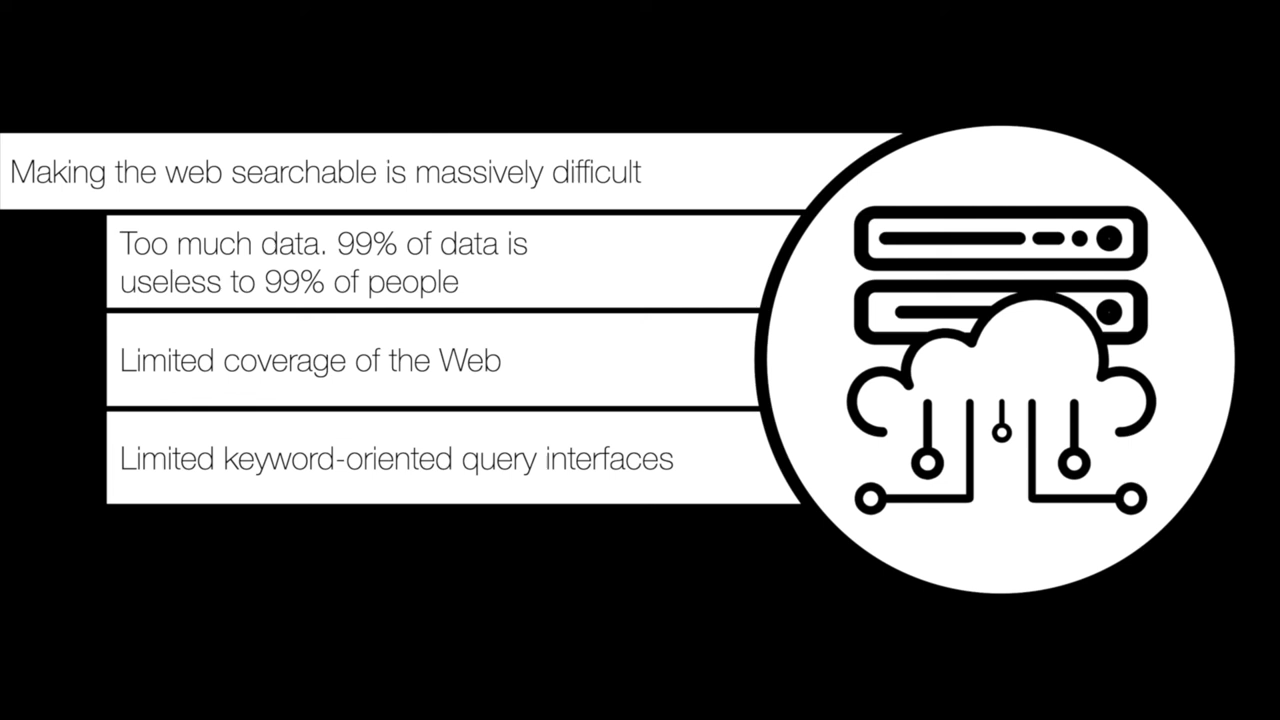 Making the web searchable is massively difficult
Too much data. 99% of data is
useless to 99% of people
Limited coverage of the Web
Limited keyword-oriented query interfaces